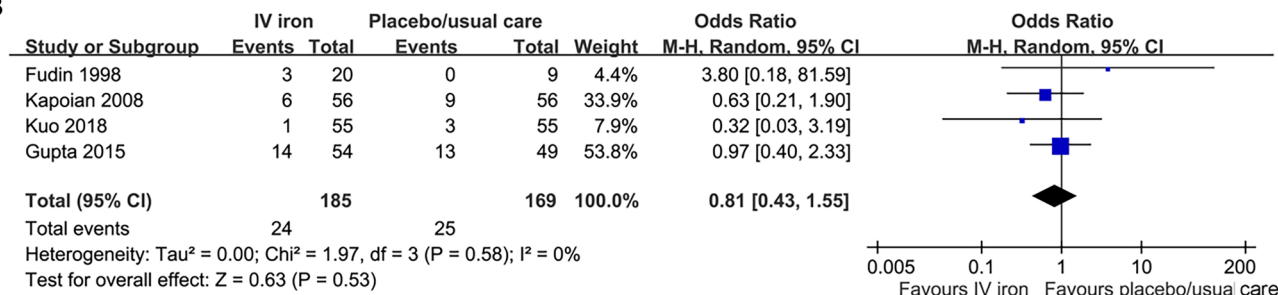 IV iron Placebo/usual care Odds Ratio Odds Ratio
Study or Subgroup Events Total Events Total Weight M-H, Random, 95% CI M-H, Random, 95% CI
Fudin 1998 3 20 0 9 4.4% 3.80 [0.18, 81.59]
Kapoian 2008 6 56 9 56 33.9% 0.63 [0.21, 1.90]
Kuo 2018 1 55 3 55 7.9% 0.32 [0.03, 3.19]
Gupta 2015 14 54 13 49 53.8% 0.97 [0.40, 2.33]
Total (95% CI) 185 169 100.0% 0.81 [0.43, 1.55]
Total events 24 25
Heterogeneity: Tau² = 0.00; Chi² = 1.97, df = 3 (P = 0.58); I² = 0%
Test for overall effect: Z = 0.63 (P = 0.53)
0.005 0.1 1 10 200
Favours IV iron Favours placebo/usual care